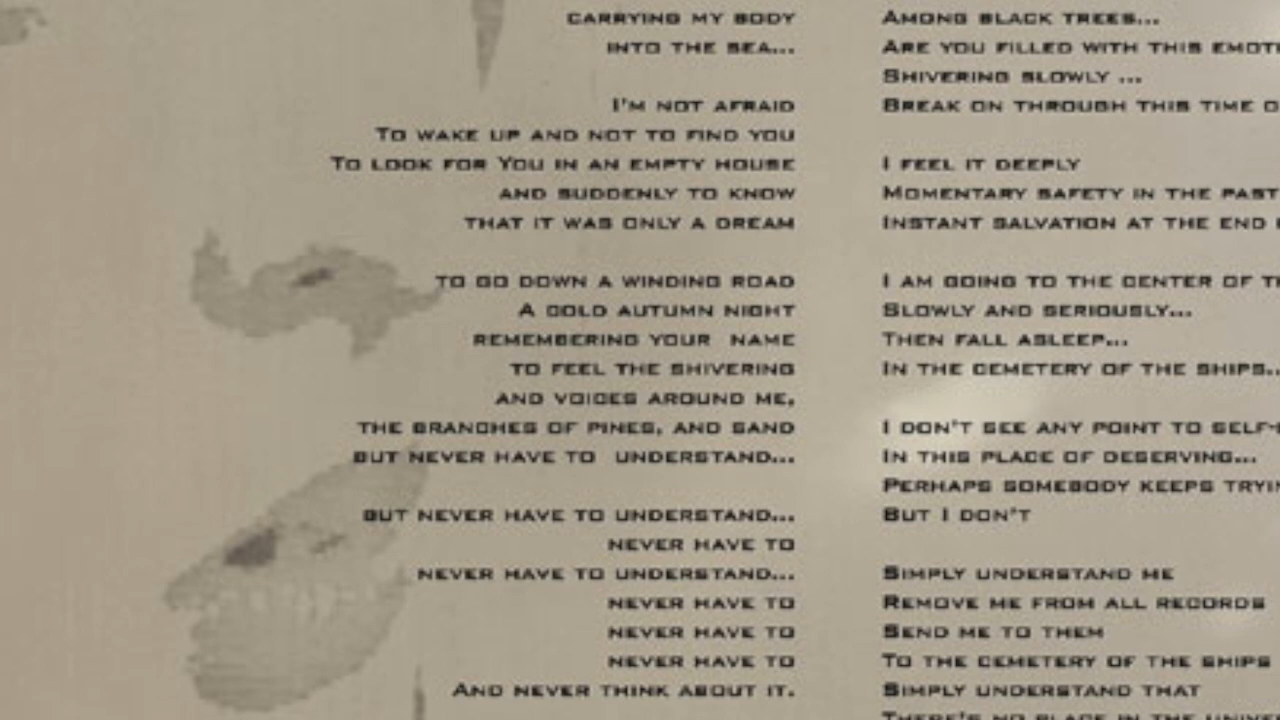 CARRYING MY BODY
INTO THE SEA...
I'M NOT AFRAID
TO WAKE UP AND NOT TO FIND YOU
TO LOOK FOR YOU IN AN EMPTY HOUSE
AND SUDDENLY TO KNOW
THAT IT WAS ONLY A DREAM
TO GO DOWN A WINDING ROAD
A COLD AUTUMN NIGHT
REMEMBERING YOUR NAME
TO FEEL THE SHIVERING
AND VOICES AROUND ME,
THE BRANCHES OF PINES, AND SAND
BUT NEVER HAVE TO UNDERSTAND...
BUT NEVER HAVE TO UNDERSTAND...
NEVER HAVE TO
NEVER HAVE TO UNDERSTAND...
NEVER HAVE TO
NEVER HAVE TO
NEVER HAVE TO
AND NEVER THINK ABOUT IT.
AMONG BLACK TREES...
ARE YOU FILLED WITH THIS
SHIVERING SLOWLY ...
BREAK ON THROUGH THIS TIME
I FEEL IT DEEPLY
MOMENTARY SAFETY IN THE PAST
INSTANT SALVATION AT THE END
I AM GOING TO THE CENTER OF
SLOWLY AND SERIOUSLY...
THEN FALL ASLEEP...
IN THE CEMETERY OF THE SHIPS..
I DON'T SEE ANY POINT TO SELF-
IN THIS PLACE OF DESERVING...
PERHAPS SOMEBODY KEEPS
BUT I DON'T
SIMPLY UNDERSTAND ME
REMOVE ME FROM ALL RECORDS
SEND ME TO THEM
TO THE CEMETERY OF THE SHIPS
SIMPLY UNDERSTAND THAT
THERE'S NO PLACE IN THE